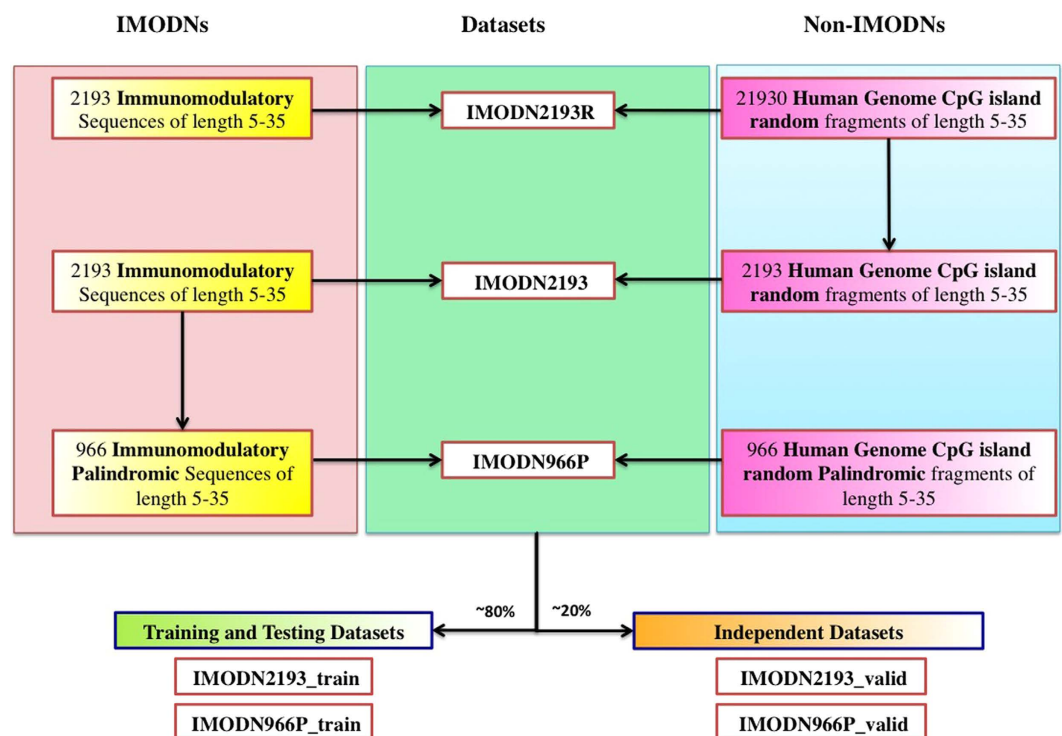 IMODNs
Datasets
Non-IMODNs
2193 Immunomodulatory
Sequences of length 5-35
IMODN2193R
21930 Human Genome CpG island
random fragments of length 5-35
2193 Immunomodulatory
Sequences of length 5-35
IMODN2193
2193 Human Genome CpG island
random fragments of length 5-35
966 Immunomodulatory
Palindromic Sequences of
length 5-35
IMODN966P
966 Human Genome CpG island
random Palindromic fragments of
length 5-35
~80%
~20%
Training and Testing Datasets
Independent Datasets
IMODN2193_train
IMODN2193_valid
IMODN966P_train
IMODN966P_valid